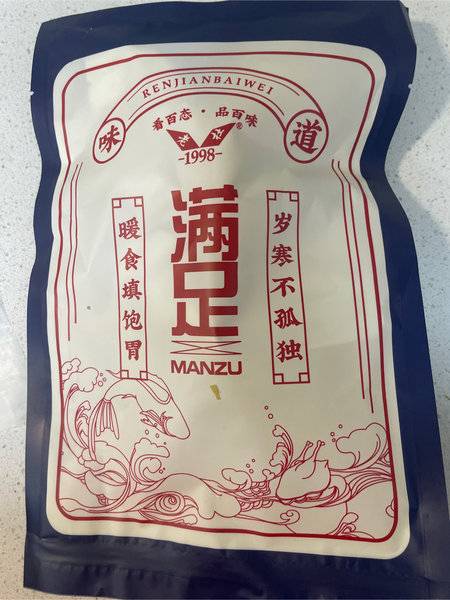 RENJIANBAIWEI
看百态·品百味
味道
®
-1998-
满足
MANZU
岁寒不孤独
暖食填饱胃